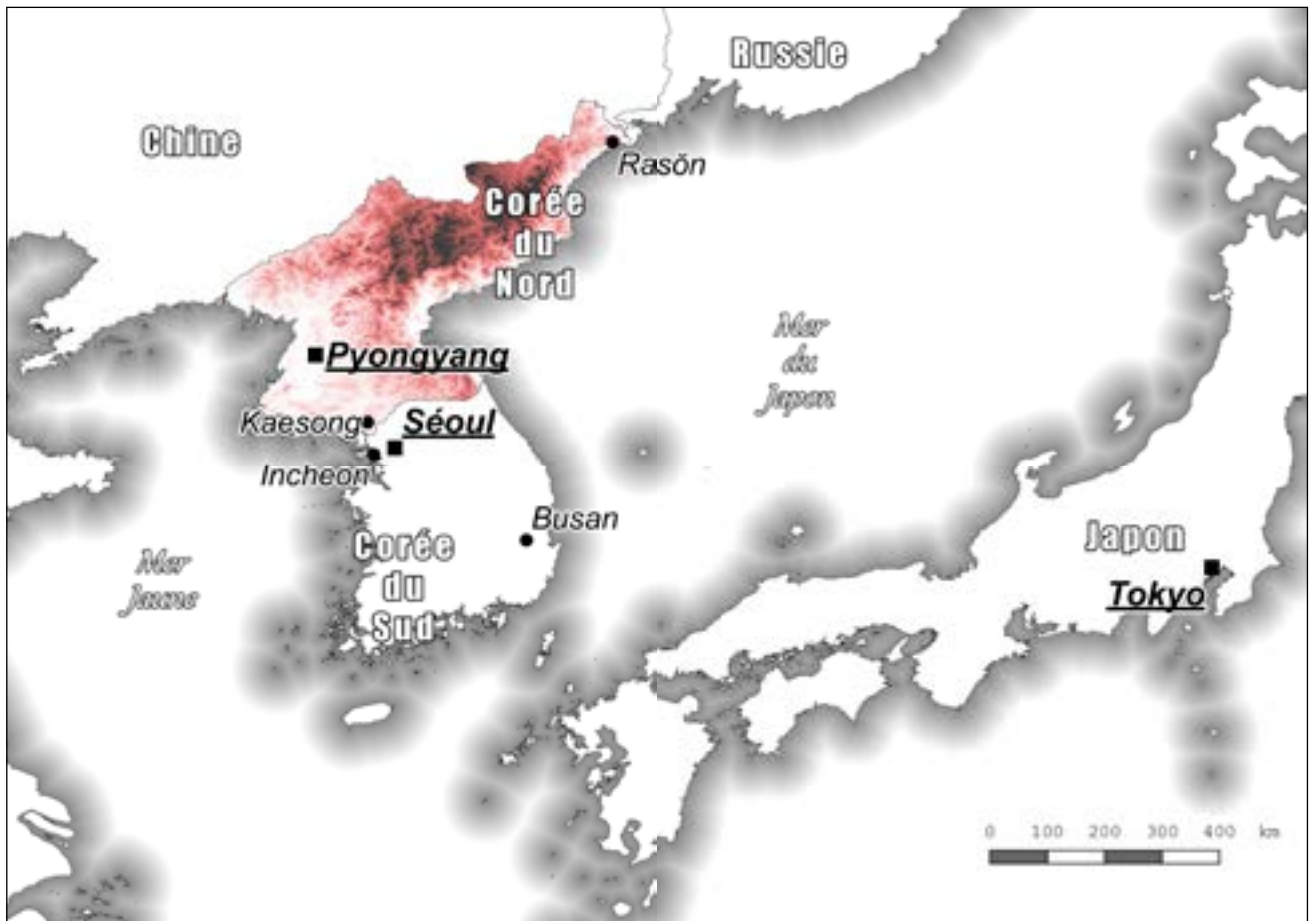 Russie
Chine
Rasŏn
Corée
du
Nord
Mer
du
Japon
Pyongyang
Kaesong
Séoul
Incheon
Busan
Corée
du
Sud
Mer
Jaune
Japon
Tokyo
0 100 200 300 400 km